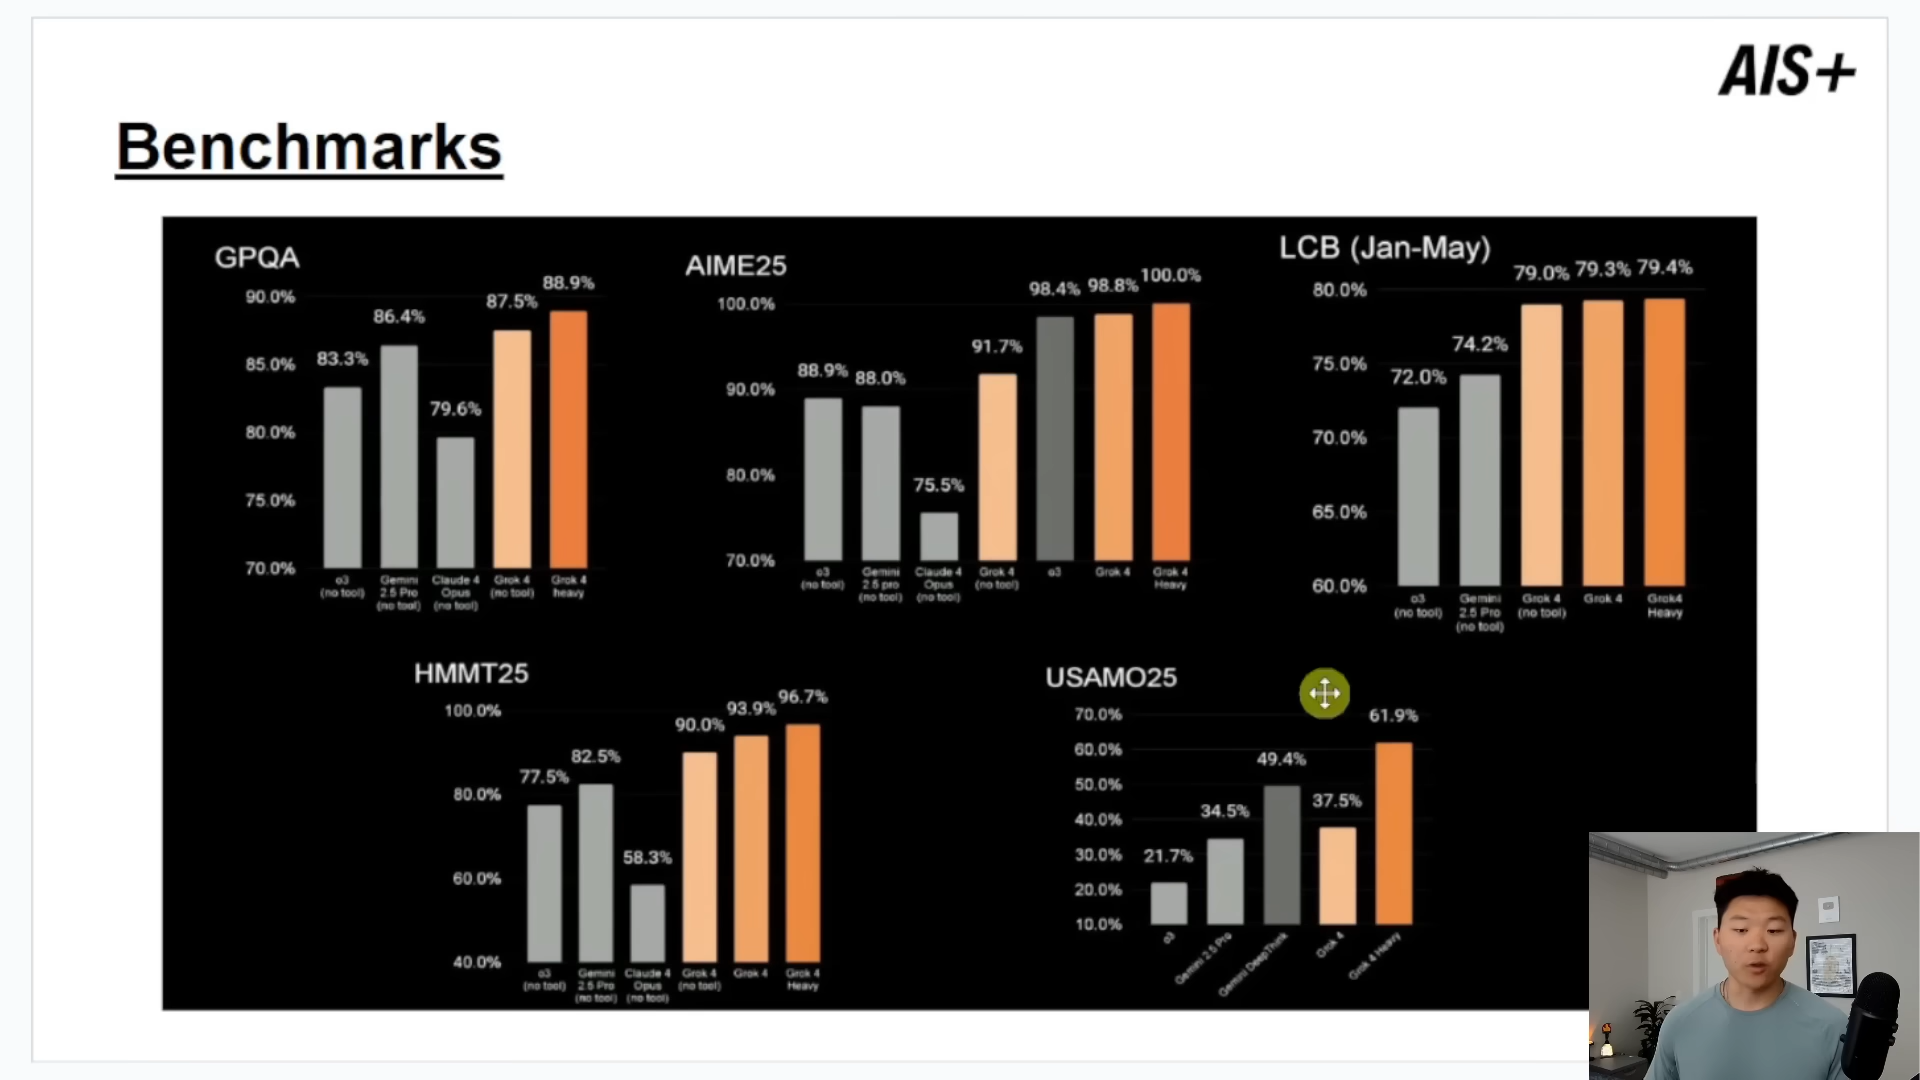 AIS+
Benchmarks
GPQA
90.0%
85.0%
80.0%
75.0%
70.0%
83.3%
86.4%
79.6%
87.5%
88.9%
o3
(no tool)
Gemini
2.5 Pro
(no tool)
Claude 4
Opus
(no tool)
Grok 4
(no tool)
Grok 4
heavy
AIME25
100.0%
90.0%
80.0%
70.0%
88.9%
88.0%
75.5%
91.7%
98.4%
98.8%
100.0%
o3
(no tool)
Gemini
2.5 pro
(no tool)
Claude 4
Opus
(no tool)
Grok 4
(no tool)
o3
Grok 4
Grok 4
Heavy
LCB (Jan-May)
80.0%
75.0%
70.0%
65.0%
60.0%
72.0%
74.2%
79.0%
79.3%
79.4%
o3
(no tool)
Gemini
2.5 Pro
(no tool)
Grok 4
(no tool)
Grok 4
Grok4
Heavy
HMMT25
100.0%
80.0%
60.0%
40.0%
77.5%
82.5%
58.3%
90.0%
93.9%
96.7%
o3
(no tool)
Gemini
2.5 Pro
(no tool)
Claude 4
Opus
(no tool)
Grok 4
(no tool)
Grok 4
Grok 4
Heavy
USAMO25
70.0%
60.0%
50.0%
40.0%
30.0%
20.0%
10.0%
21.7%
34.5%
49.4%
37.5%
61.9%
o3
Gemini 2.5 Pro
Gemini DeepThink
Grok 4
Grok 4 Heavy